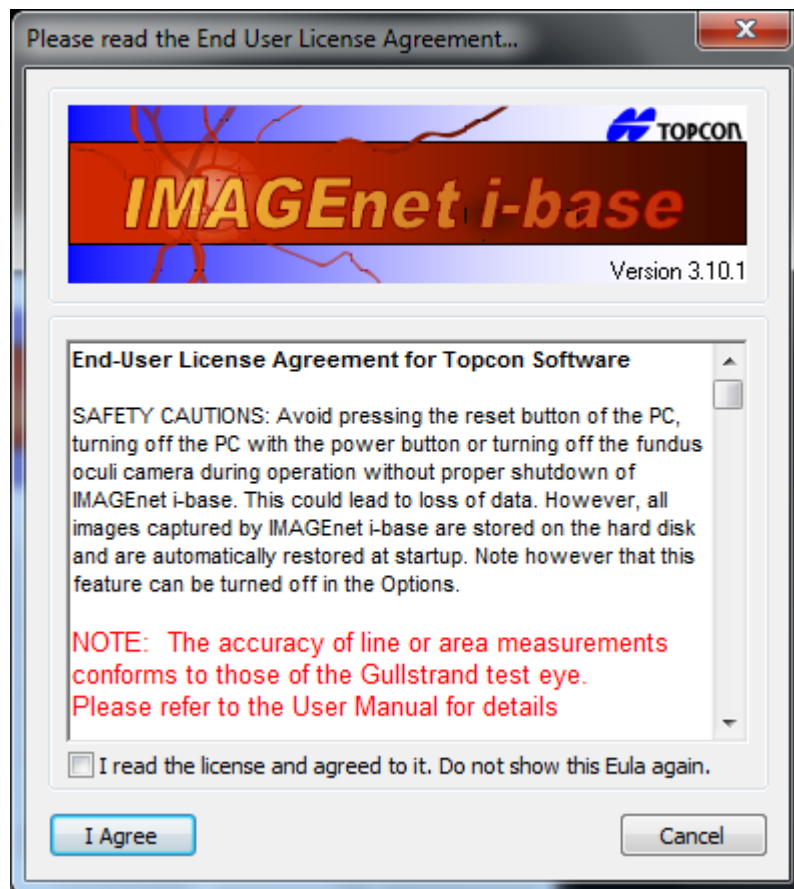 Please read the End User License Agreement...
TOPCON
IMAGEnet i-base
Version 3.10.1
End-User License Agreement for Topcon Software
SAFETY CAUTIONS: Avoid pressing the reset button of the PC,
turning off the PC with the power button or turning off the fundus
oculi camera during operation without proper shutdown of
IMAGEnet i-base. This could lead to loss of data. However, all
images captured by IMAGEnet i-base are stored on the hard disk
and are automatically restored at startup. Note however that this
feature can be turned off in the Options.
NOTE: The accuracy of line or area measurements
conforms to those of the Gullstrand test eye.
Please refer to the User Manual for details
I read the license and agreed to it. Do not show this Eula again.
I Agree
Cancel